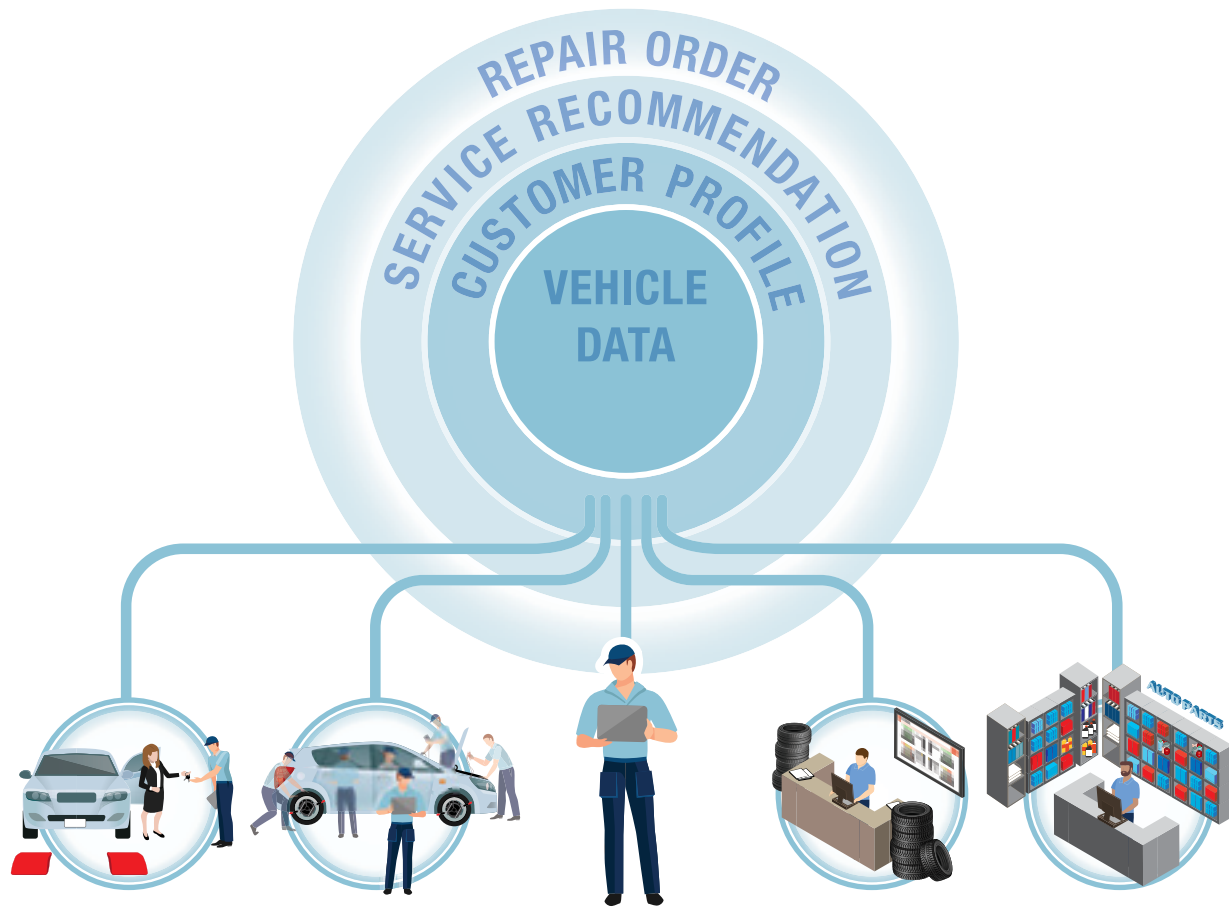 REPAIR ORDER
SERVICE RECOMMENDATION
CUSTOMER PROFILE
VEHICLE
DATA
AUTO PARTS